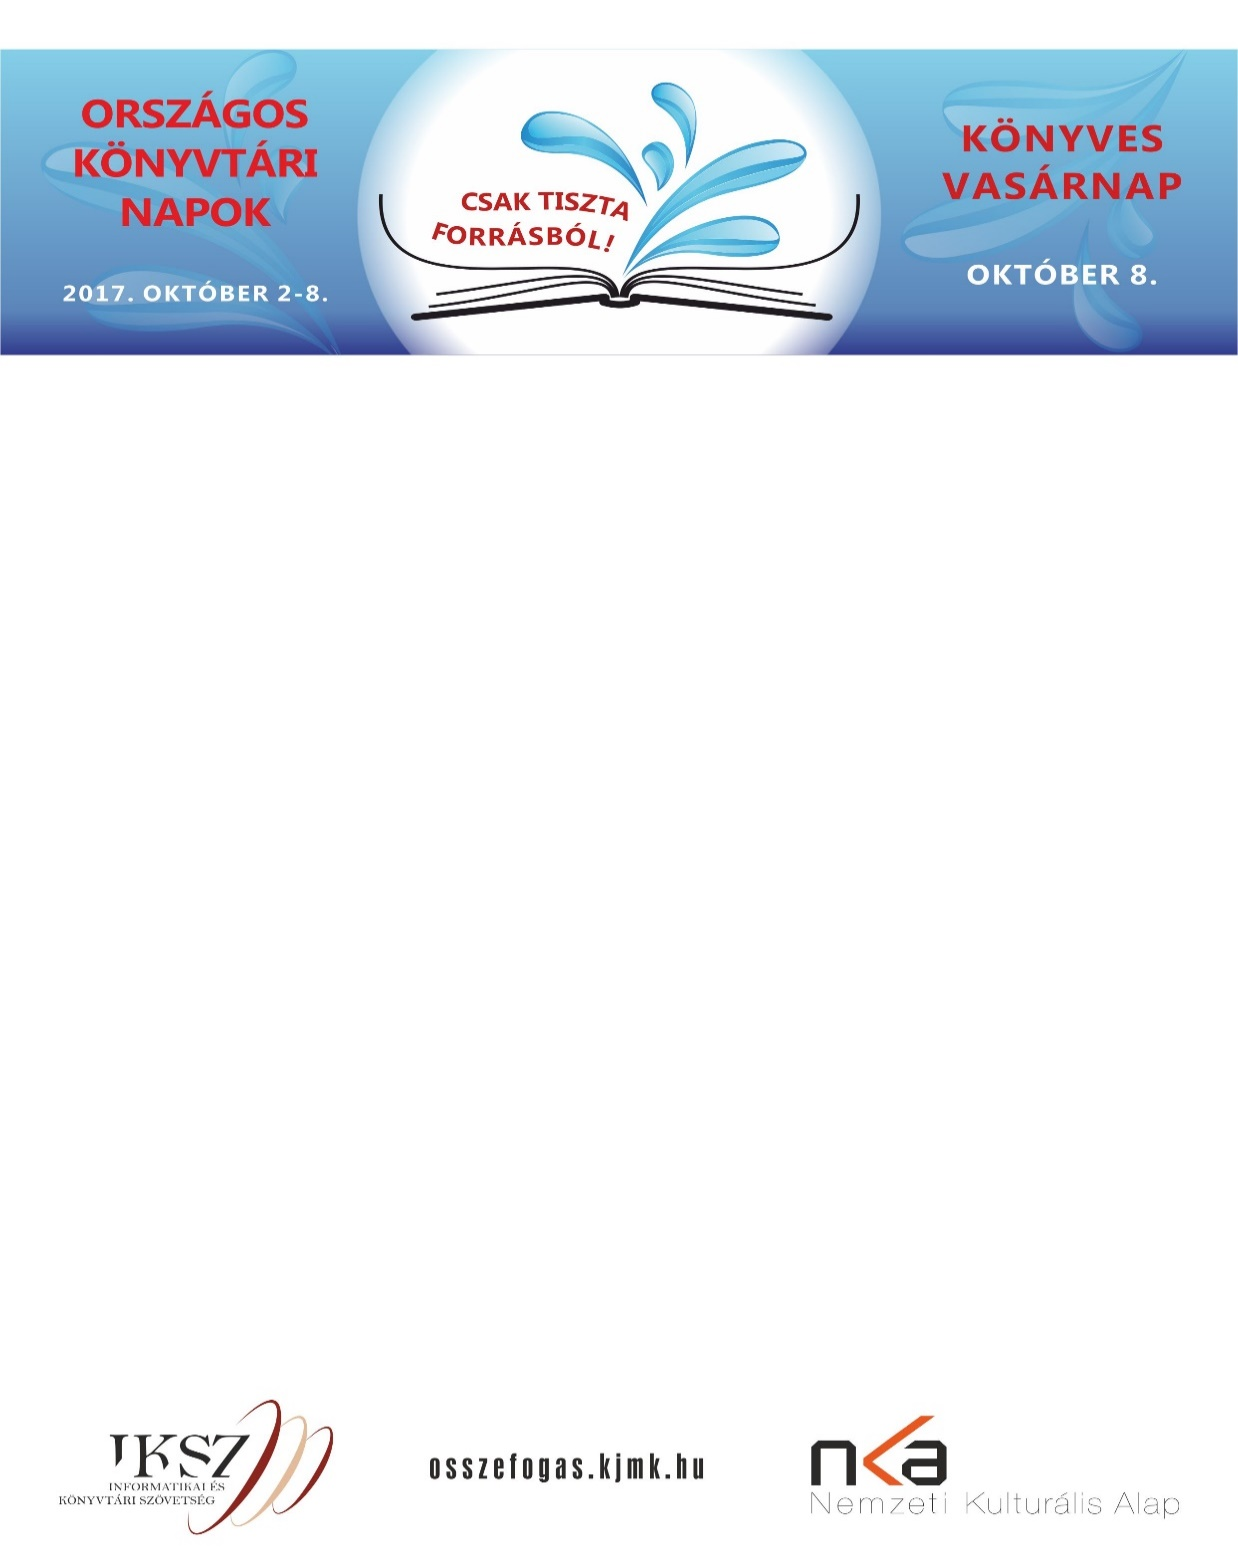 ORSZÁGOS
KÖNYVTÁRI
NAPOK
2017. OKTÓBER 2-8.
CSAK TISZTA
FORRÁSBÓL!
KÖNYVES
VASÁRNAP
OKTÓBER 8.
IKSZ
INFORMATIKAI ÉS
KÖNYVTÁRI SZÖVETSÉG
osszefogas.kjmk.hu
nka
Nemzeti Kulturális Alap